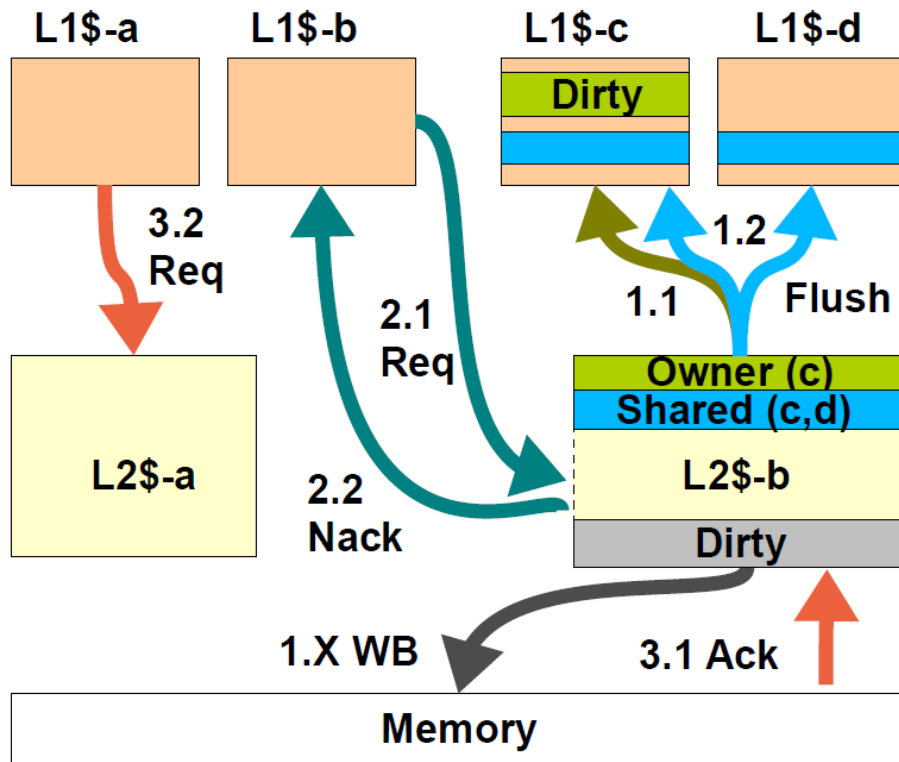 L1$-a L1$-b L1$-c L1$-d
Dirty
3.2
Req
1.2
1.1
Flush
2.1
Req
Owner (c)
Shared (c,d)
L2$-a
L2$-b
2.2
Nack
Dirty
1.X WB
3.1 Ack
Memory